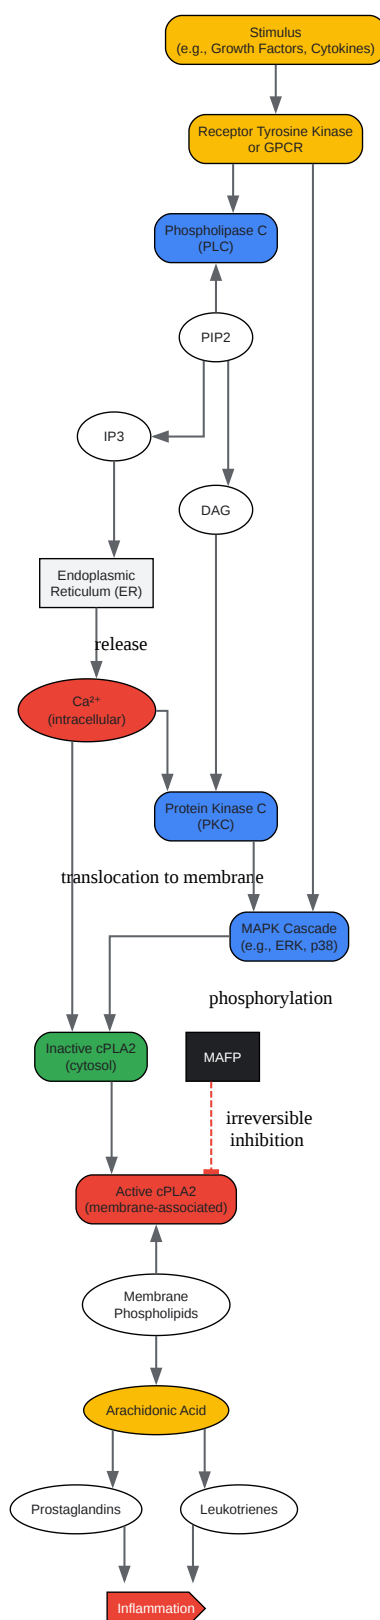 Stimulus
(e.g., Growth Factors, Cytokines)
Receptor Tyrosine Kinase
or GPCR
Phospholipase C
(PLC)
PIP2
IP3
DAG
Endoplasmic
Reticulum (ER)
release
Ca²⁺
(intracellular)
Protein Kinase C
(PKC)
translocation to membrane
MAPK Cascade
(e.g., ERK, p38)
phosphorylation
Inactive cPLA2
(cytosol)
MAFP
irreversible
inhibition
Active cPLA2
(membrane-associated)
Membrane
Phospholipids
Arachidonic Acid
Prostaglandins
Leukotrienes
Inflammation